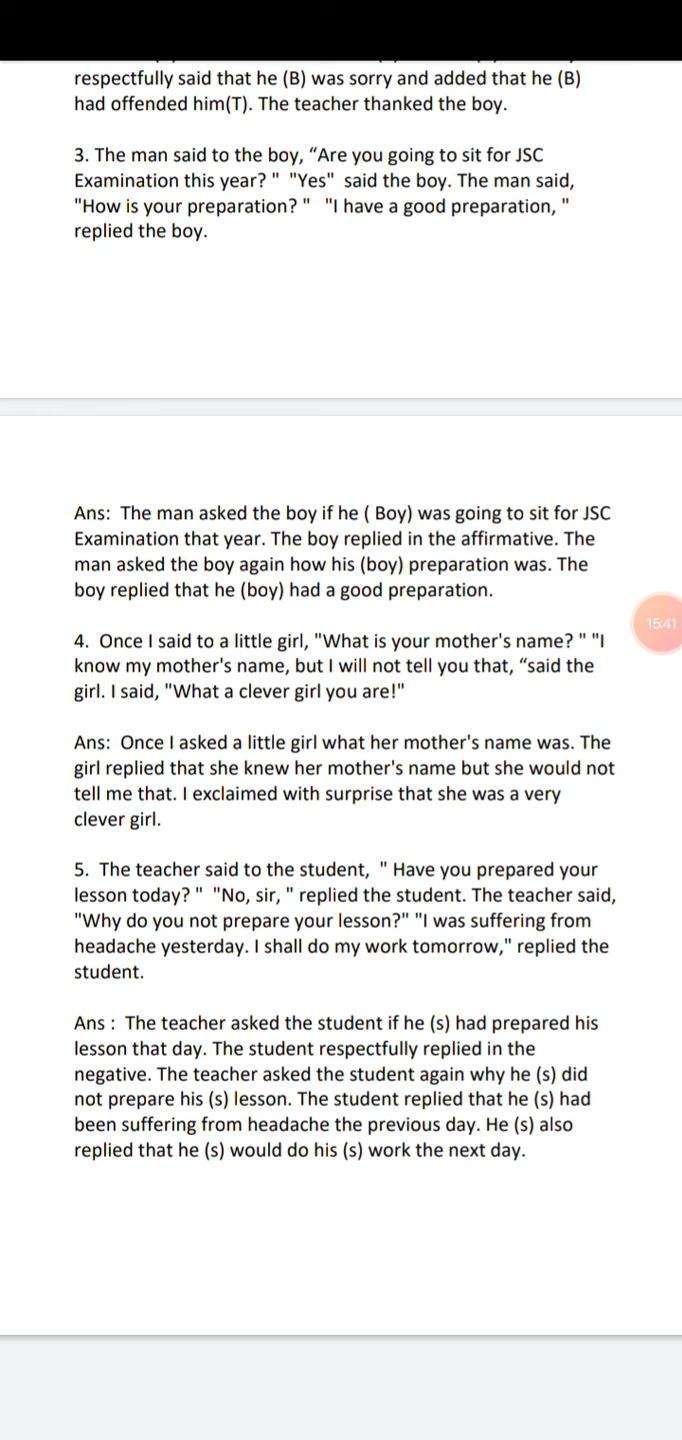 respectfully said that he (B) was sorry and added that he (B)
had offended him(T). The teacher thanked the boy.
3. The man said to the boy, “Are you going to sit for JSC
Examination this year? " "Yes" said the boy. The man said,
"How is your preparation? " "I have a good preparation, "
replied the boy.
Ans: The man asked the boy if he ( Boy) was going to sit for JSC
Examination that year. The boy replied in the affirmative. The
man asked the boy again how his (boy) preparation was. The
boy replied that he (boy) had a good preparation.
15:41
4. Once I said to a little girl, "What is your mother's name? " "I
know my mother's name, but I will not tell you that, “said the
girl. I said, "What a clever girl you are!"
Ans: Once I asked a little girl what her mother's name was. The
girl replied that she knew her mother's name but she would not
tell me that. I exclaimed with surprise that she was a very
clever girl.
5. The teacher said to the student, " Have you prepared your
lesson today? " "No, sir, " replied the student. The teacher said,
"Why do you not prepare your lesson?" "I was suffering from
headache yesterday. I shall do my work tomorrow," replied the
student.
Ans : The teacher asked the student if he (s) had prepared his
lesson that day. The student respectfully replied in the
negative. The teacher asked the student again why he (s) did
not prepare his (s) lesson. The student replied that he (s) had
been suffering from headache the previous day. He (s) also
replied that he (s) would do his (s) work the next day.